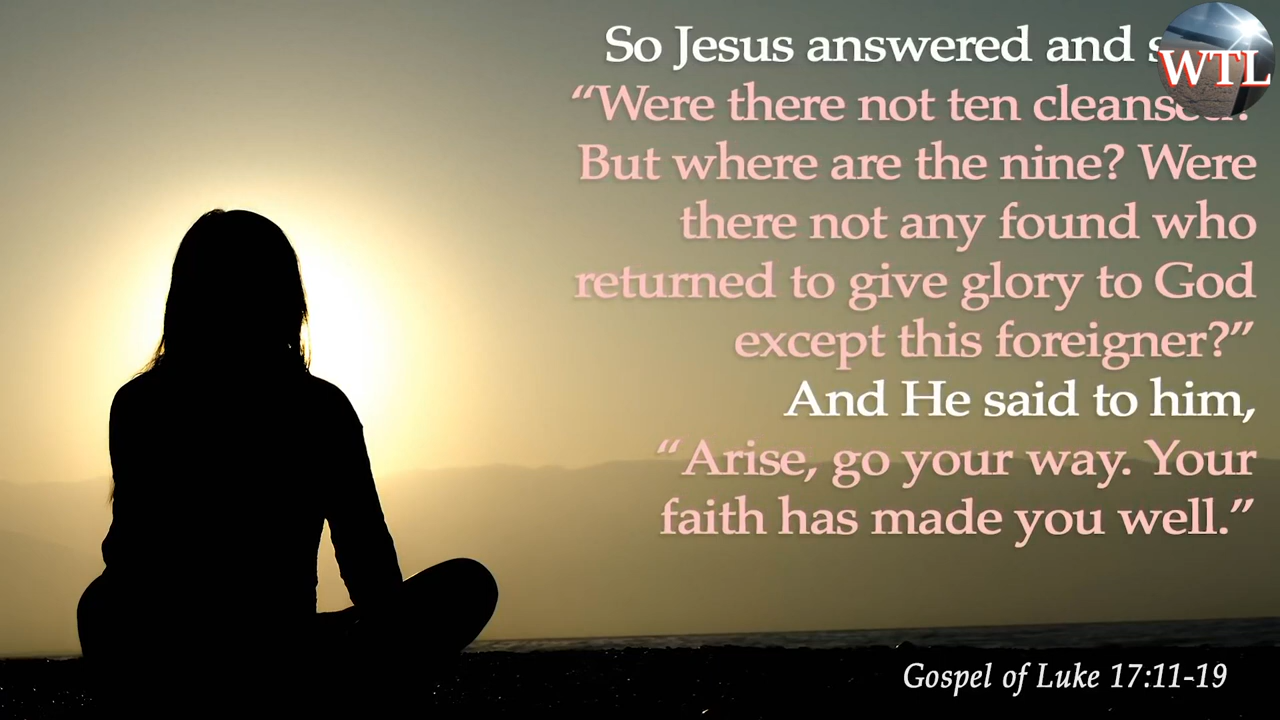 So Jesus answered and
WTL
“Were there not ten
But where are the nine? Were
there not any found who
returned to give glory to God
except this foreigner?”
And He said to him,
“Arise, go your way. Your
faith has made you well.”
Gospel of Luke 17:11-19